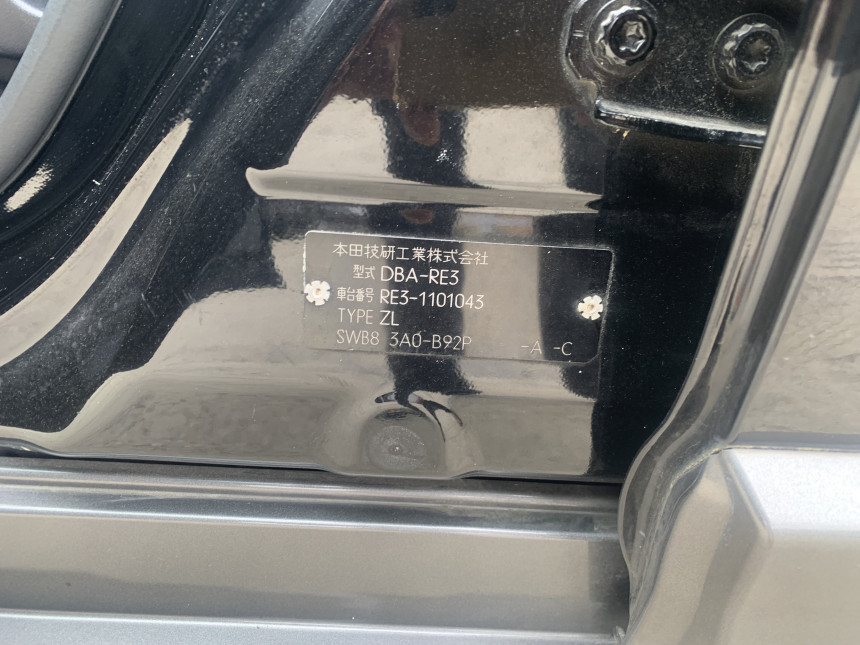 本田技研工業株式会社
型式 DBA-RE3
車台番号 RE3-1101043
TYPE ZL
SWB8 3A0-B92P -A -C